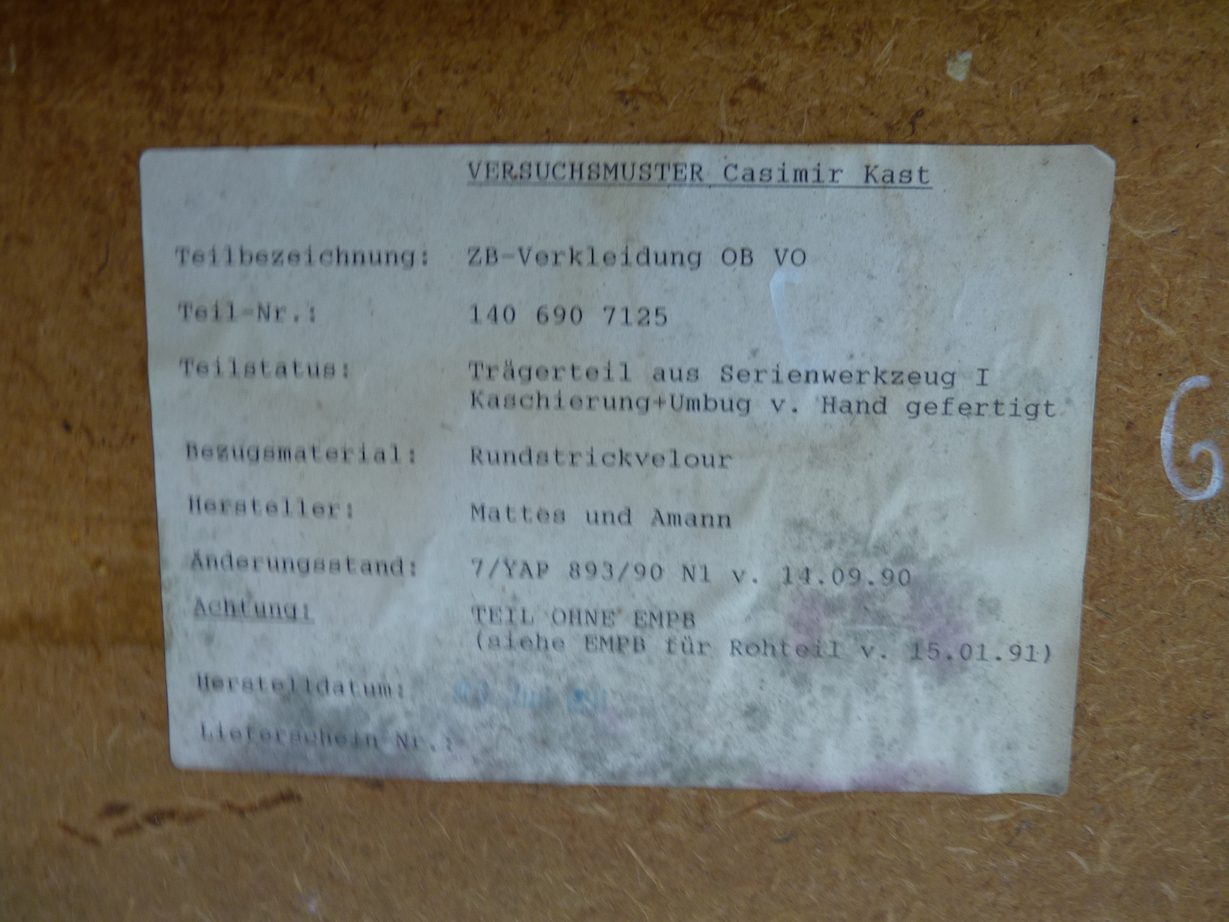 VERSUCHSMUSTER Casimir Kast
Teilbezeichnung: ZB-Verkleidung OB VO
Teil-Nr.: 140 690 7125
Teilstatus: Trägerteil aus Serienwerkzeug I
Kaschierung+Umbug v. Hand gefertigt
Bezugsmaterial: Rundstrickvelour
Hersteller: Mattes und Amann
Änderungsstand: 7/YAP 893/90 N1 v. 14.09.90
Achtung: TEIL OHNE EMPB
(siehe EMPB für Rohteil v. 15.01.91)
Herstelldatum:
Lieferschein Nr.:
G